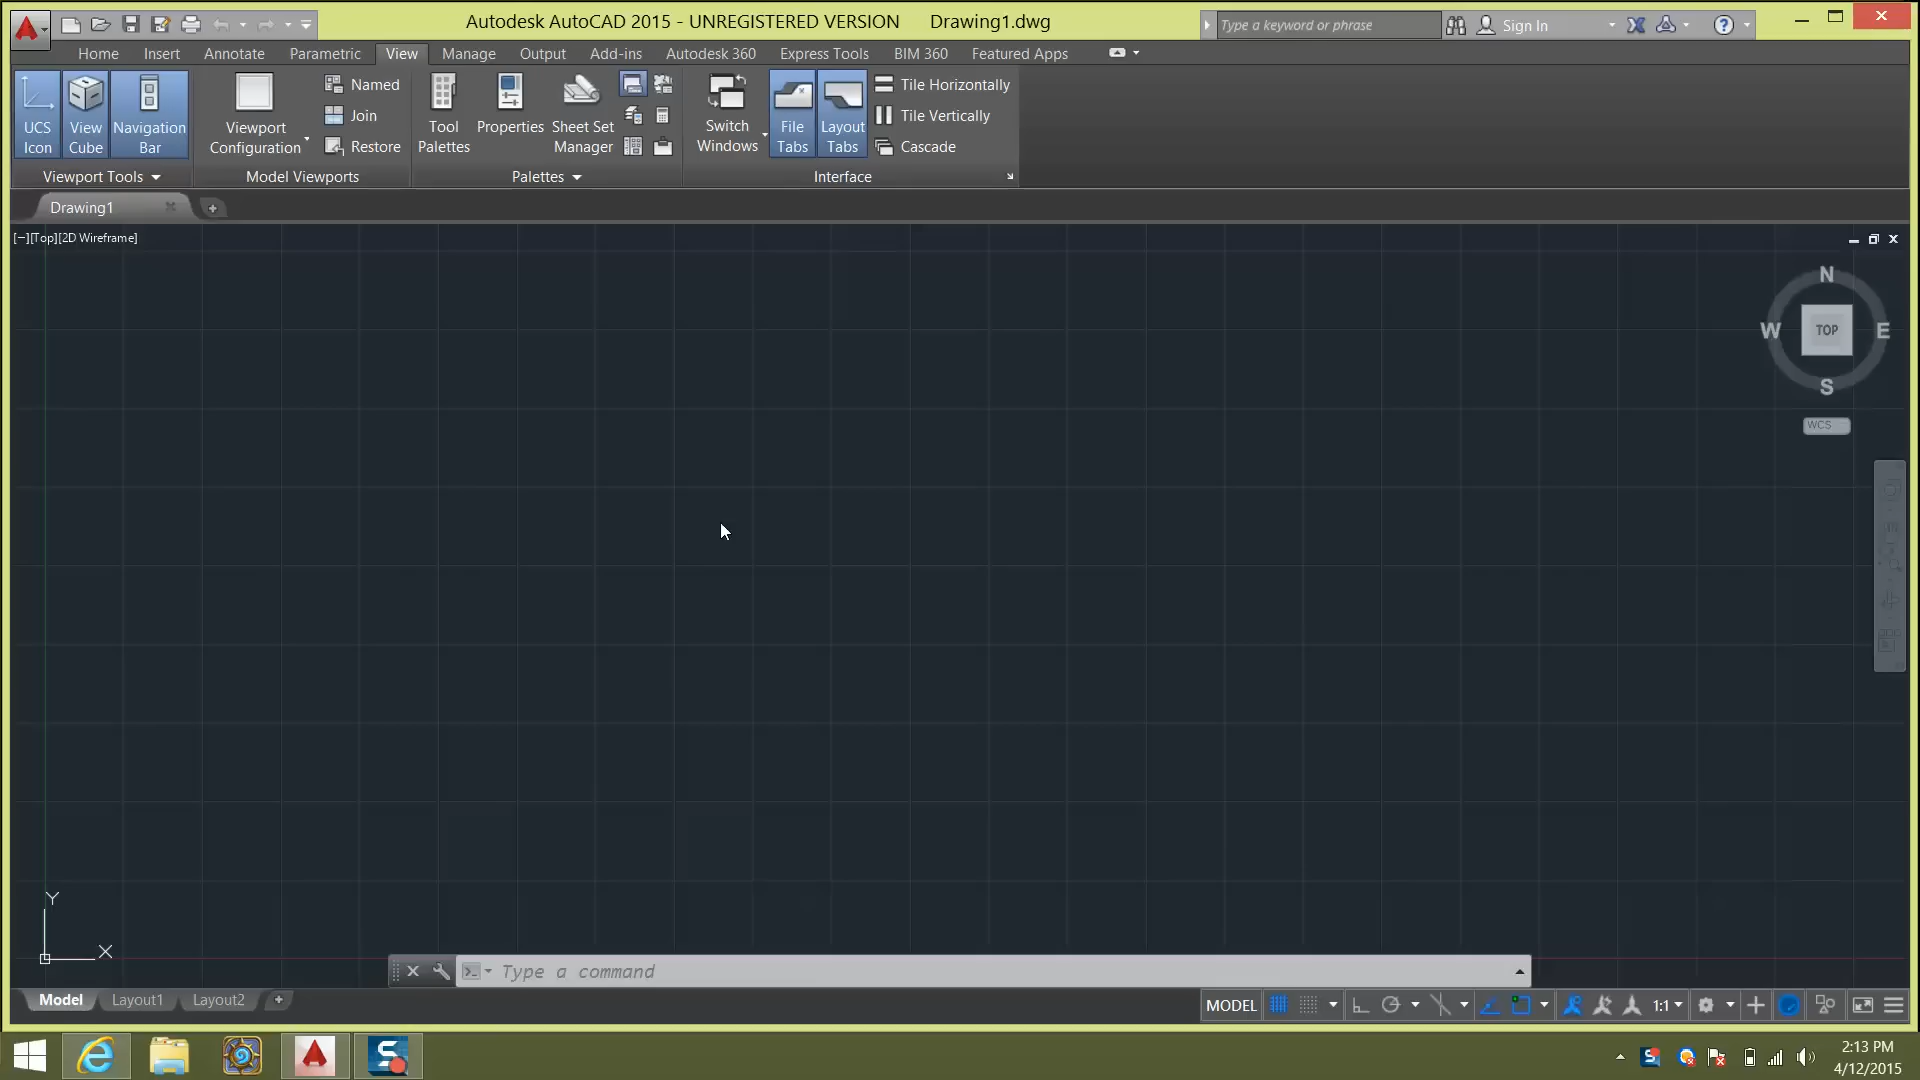 Autodesk AutoCAD 2015 - UNREGISTERED VERSION Drawing1.dwg
Type a keyword or phrase
Sign In
Home Insert Annotate Parametric View Manage Output Add-ins Autodesk 360 Express Tools BIM 360 Featured Apps
UCS Icon
View Cube
Navigation Bar
Viewport Configuration
Named
Join
Restore
Tool Palettes
Properties
Sheet Set Manager
Switch Windows
File Tabs
Layout Tabs
Tile Horizontally
Tile Vertically
Cascade
Viewport Tools
Model Viewports
Palettes
Interface
Drawing1
[−][Top][2D Wireframe]
N
W TOP E
S
WCS
Y
X
Type a command
Model Layout1 Layout2
MODEL
1:1
2:13 PM
4/12/2015